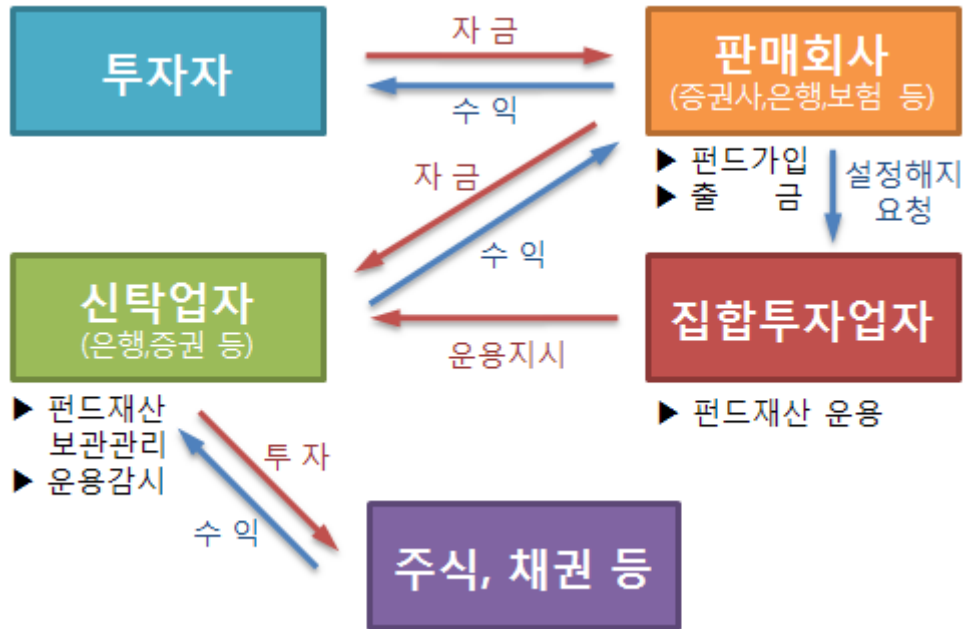 투자자
자 금
수 익
판매회사
(증권사,은행,보험 등)
▶ 펀드가입
▶ 출 금
설정해지
요청
자 금
수 익
신탁업자
(은행,증권 등)
운용지시
집합투자업자
▶ 펀드재산
보관관리
▶ 운용감시
▶ 펀드재산 운용
투 자
수 익
주식, 채권 등